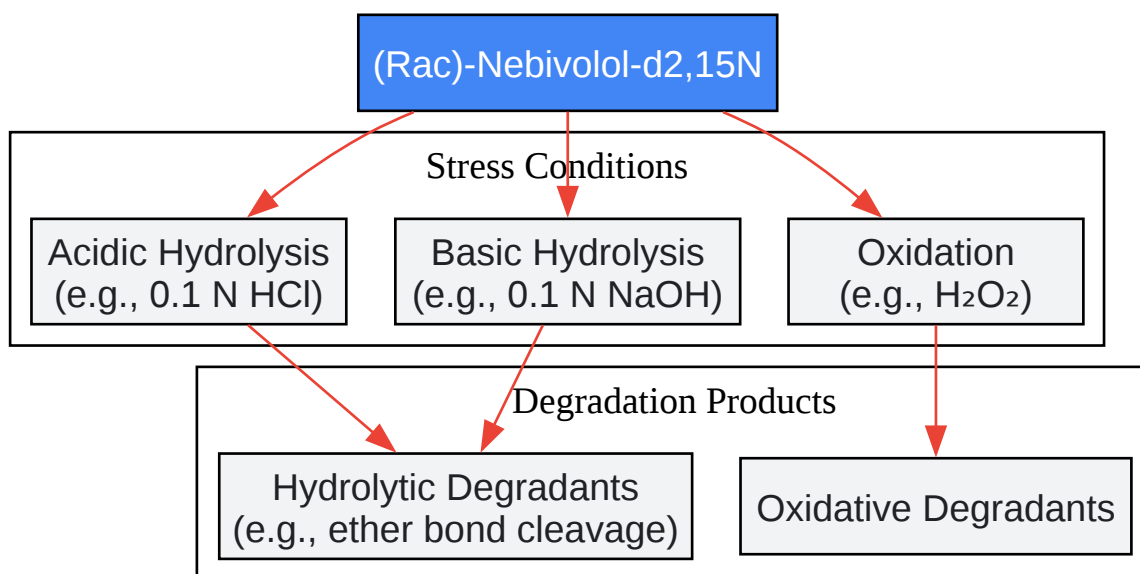 (Rac)-Nebivolol-d2,15N
Stress Conditions
Acidic Hydrolysis
(e.g., 0.1 N HCl)
Basic Hydrolysis
(e.g., 0.1 N NaOH)
Oxidation
(e.g., H₂O₂)
Degradation Products
Hydrolytic Degradants
(e.g., ether bond cleavage)
Oxidative Degradants